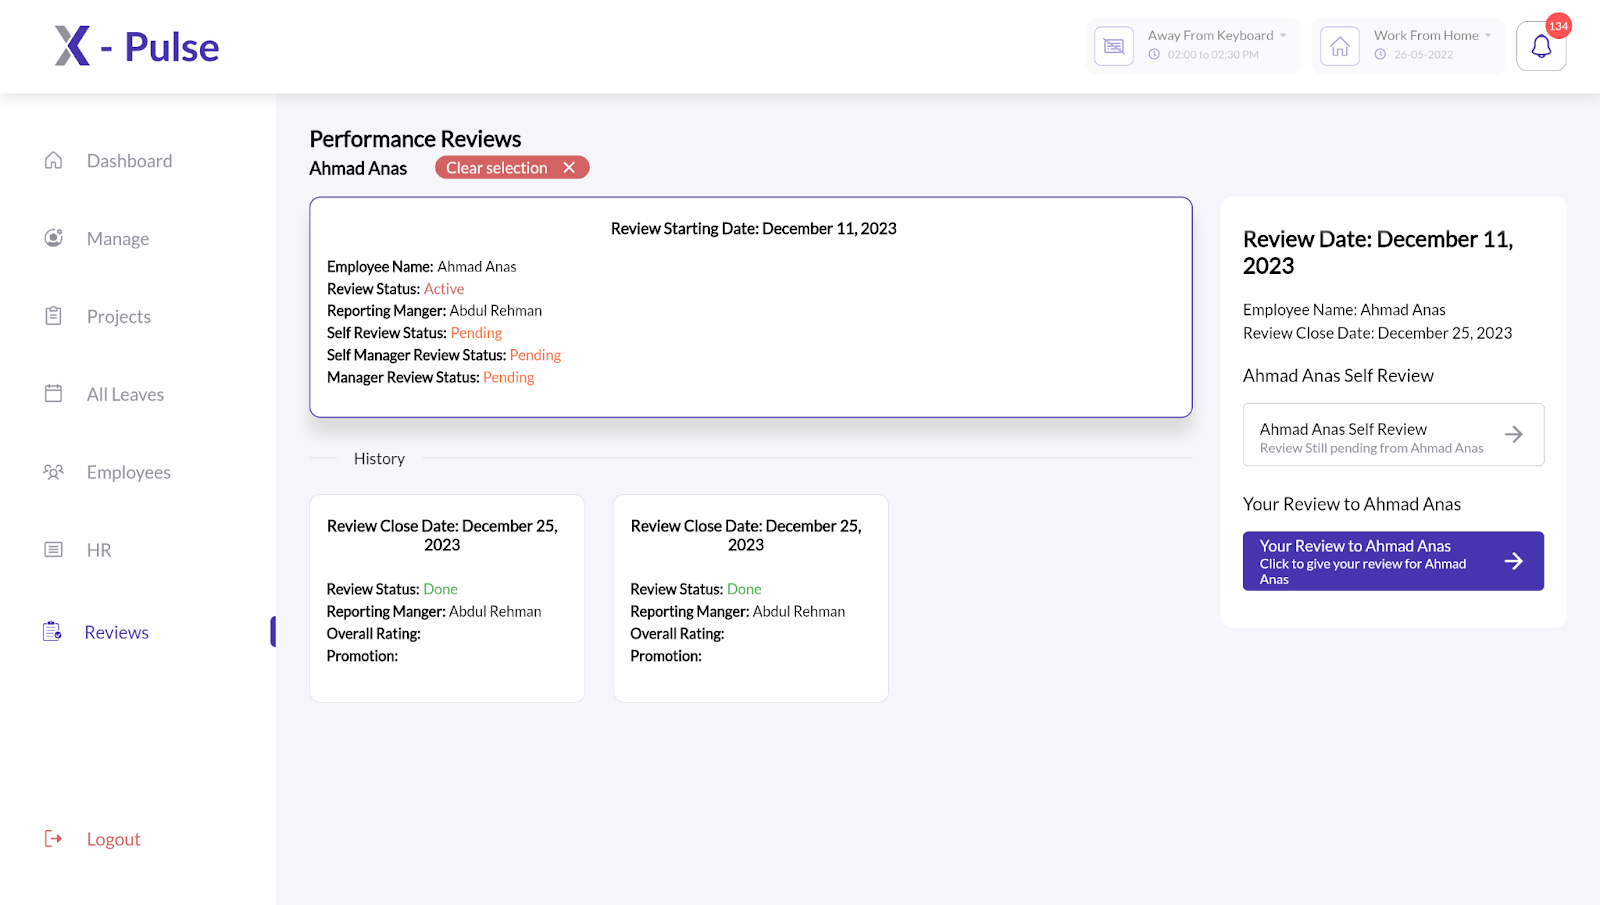 X - Pulse
Away From Keyboard
02:00 to 02:30 PM
Work From Home
26-05-2022
134
Dashboard
Manage
Projects
All Leaves
Employees
HR
Reviews
Logout
Performance Reviews
Ahmad Anas
Clear selection
Review Starting Date: December 11, 2023
Employee Name: Ahmad Anas
Review Status: Active
Reporting Manger: Abdul Rehman
Self Review Status: Pending
Self Manager Review Status: Pending
Manager Review Status: Pending
History
Review Close Date: December 25,
2023
Review Status: Done
Reporting Manger: Abdul Rehman
Overall Rating:
Promotion:
Review Close Date: December 25,
2023
Review Status: Done
Reporting Manger: Abdul Rehman
Overall Rating:
Promotion:
Review Date: December 11,
2023
Employee Name: Ahmad Anas
Review Close Date: December 25, 2023
Ahmad Anas Self Review
Ahmad Anas Self Review
Review Still pending from Ahmad Anas
Your Review to Ahmad Anas
Your Review to Ahmad Anas
Click to give your review for Ahmad
Anas